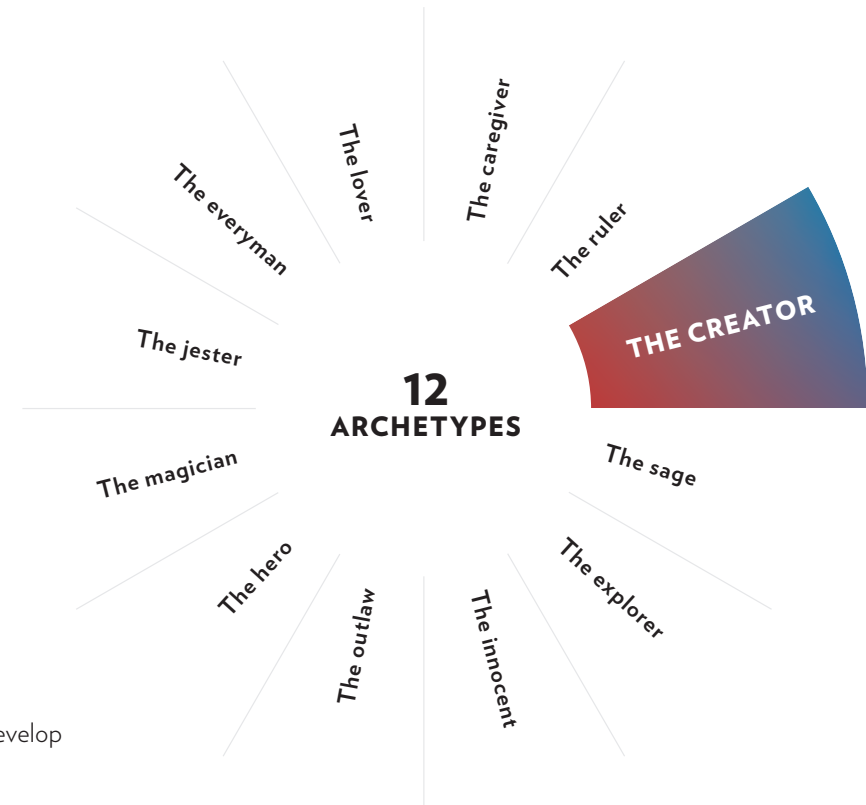 The caregiver
The ruler
THE CREATOR
The sage
The explorer
The innocent
The outlaw
The hero
The magician
The jester
The everyman
The lover
12
ARCHETYPES
evelop